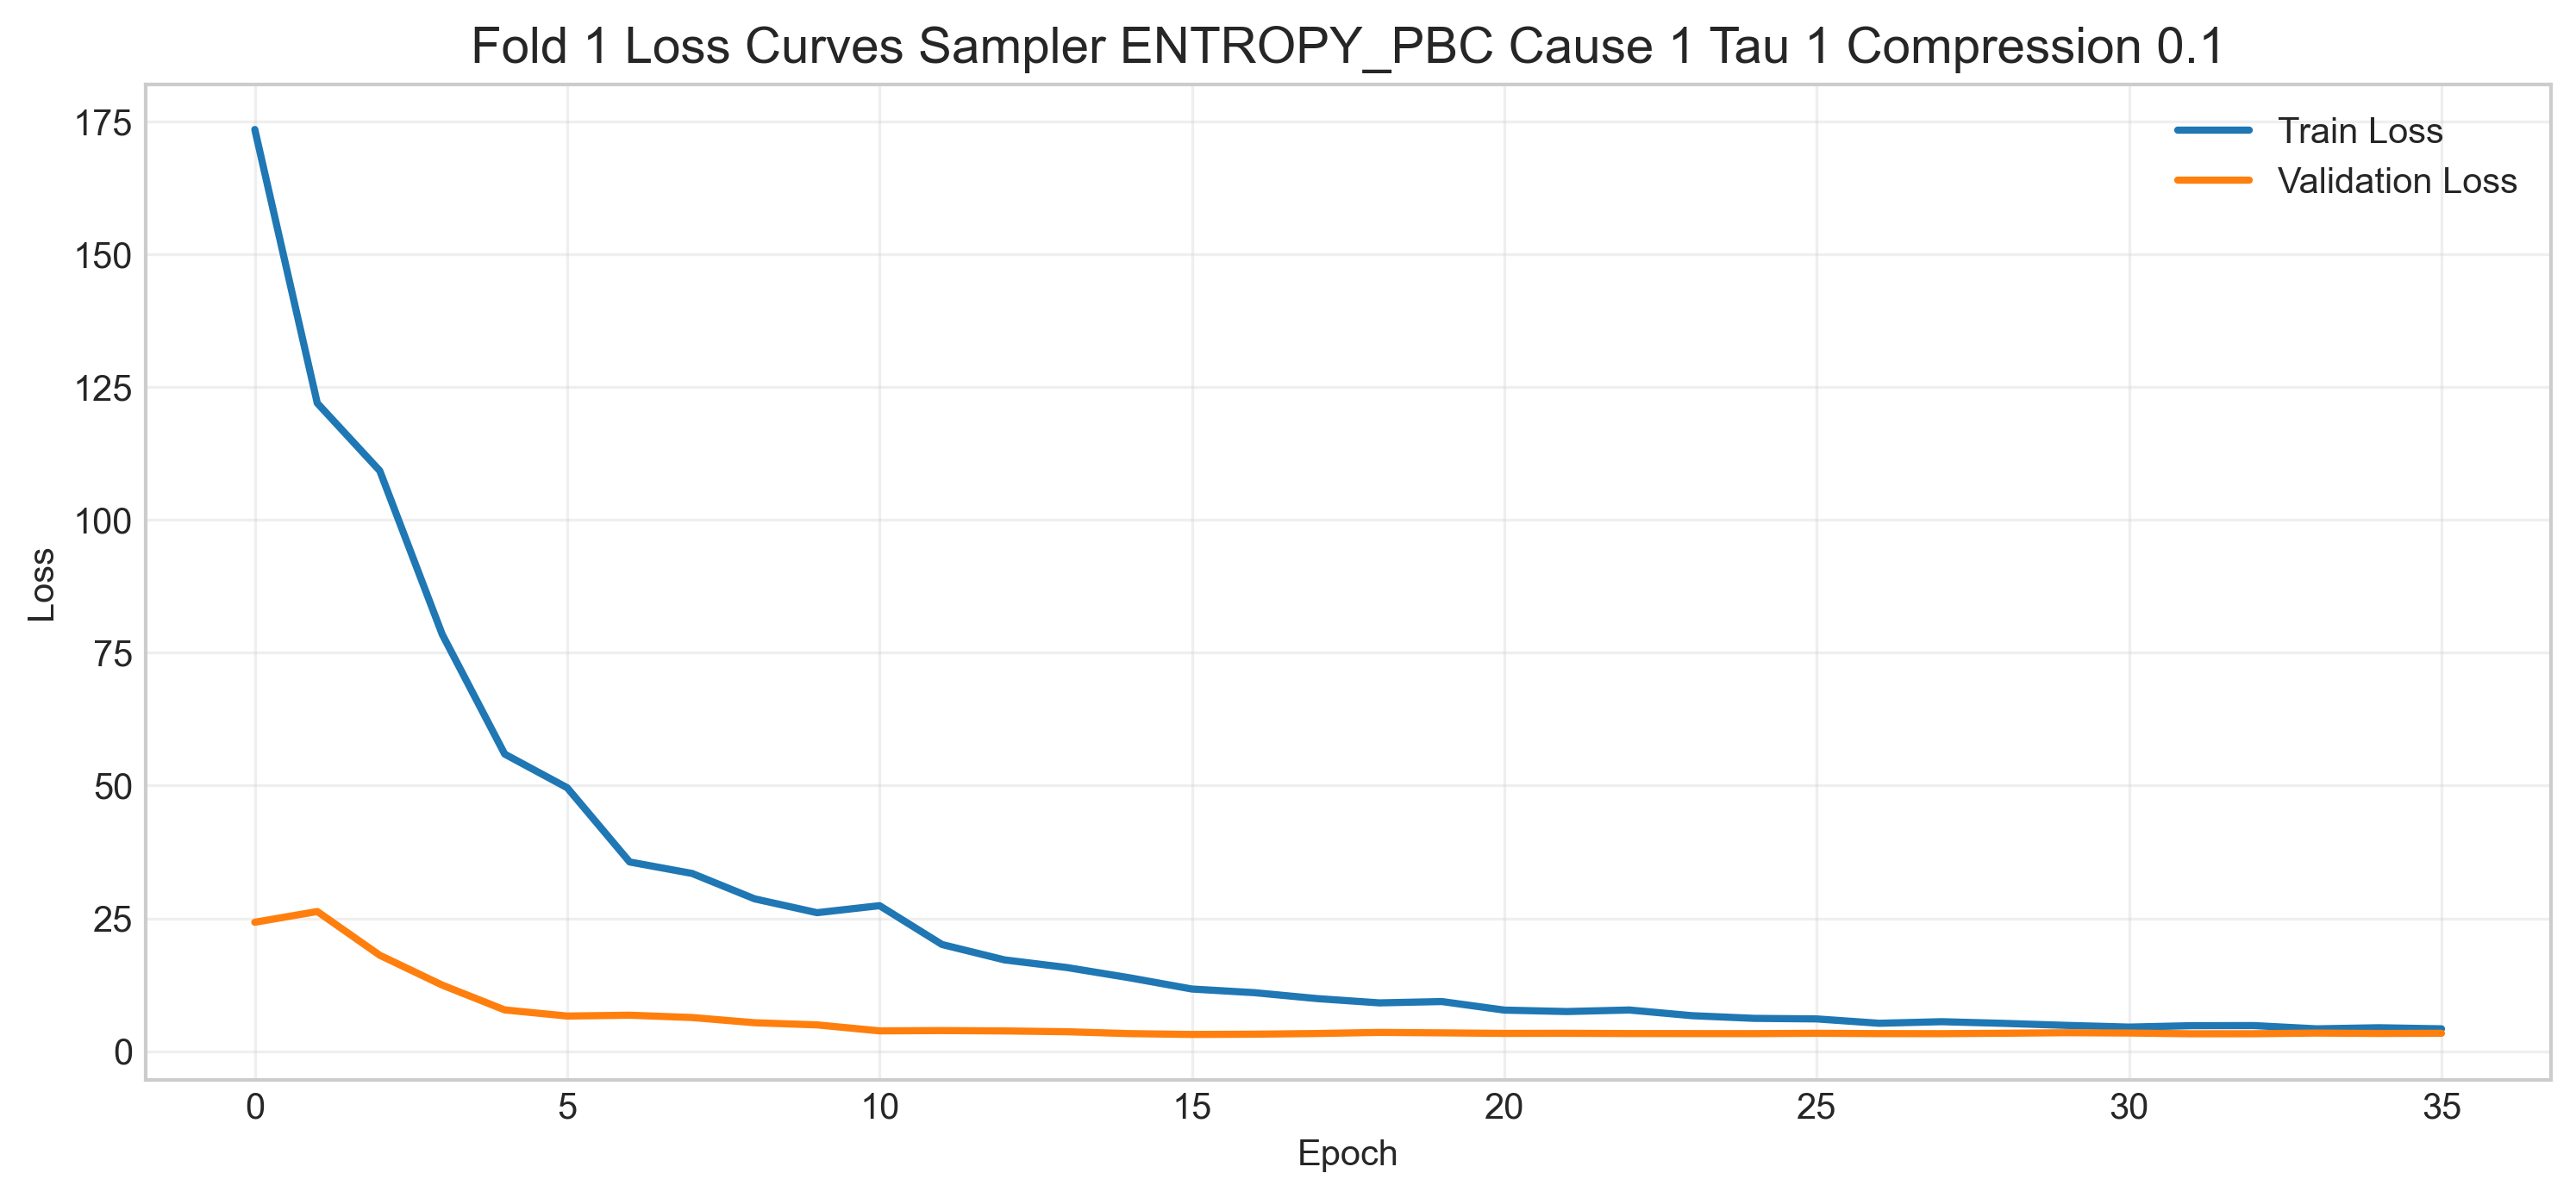 Fold 1 Loss Curves Sampler ENTROPY_PBC Cause 1 Tau 1 Compression 0.1
175
150
125
100
75
50
25
0
Loss
Train Loss
Validation Loss
0 5 10 15 20 25 30 35
Epoch